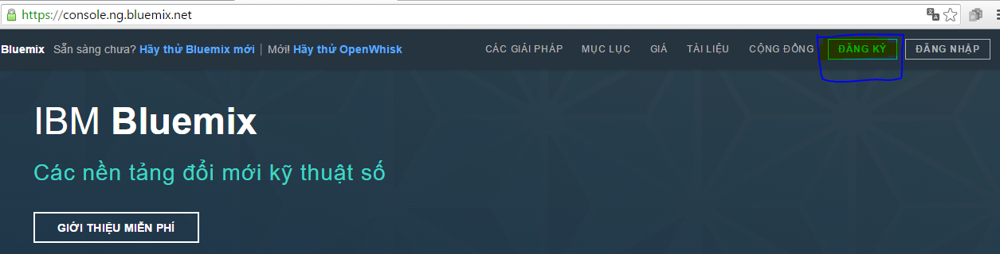 https://console.ng.bluemix.net
Bluemix Sẵn sàng chưa? Hãy thử Bluemix mới | Mới! Hãy thử OpenWhisk CÁC GIẢI PHÁP MỤC LỤC GIÁ TÀI LIỆU CỘNG ĐỒNG ĐĂNG KÝ ĐĂNG NHẬP
IBM Bluemix
Các nền tảng đổi mới kỹ thuật số
GIỚI THIỆU MIỄN PHÍ